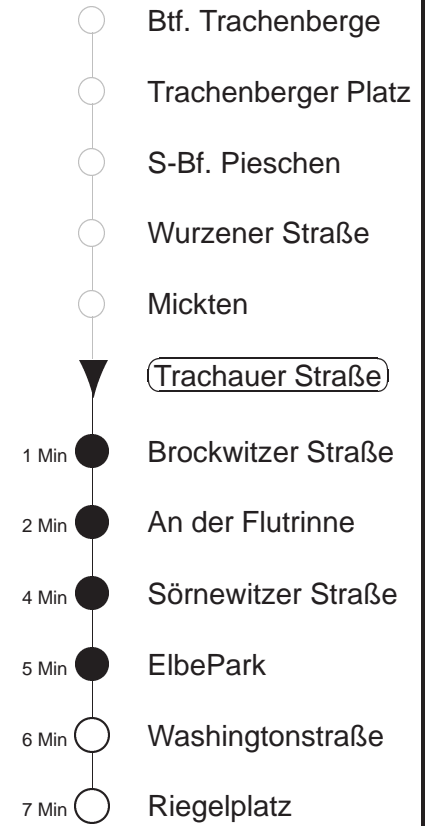 Btf. Trachenberge
Trachenberger Platz
S-Bf. Pieschen
Wurzener Straße
Mickten
Trachauer Straße
1 Min Brockwitzer Straße
2 Min An der Flutrinne
4 Min Sörnewitzer Straße
5 Min ElbePark
6 Min Washingtonstraße
7 Min Riegelplatz